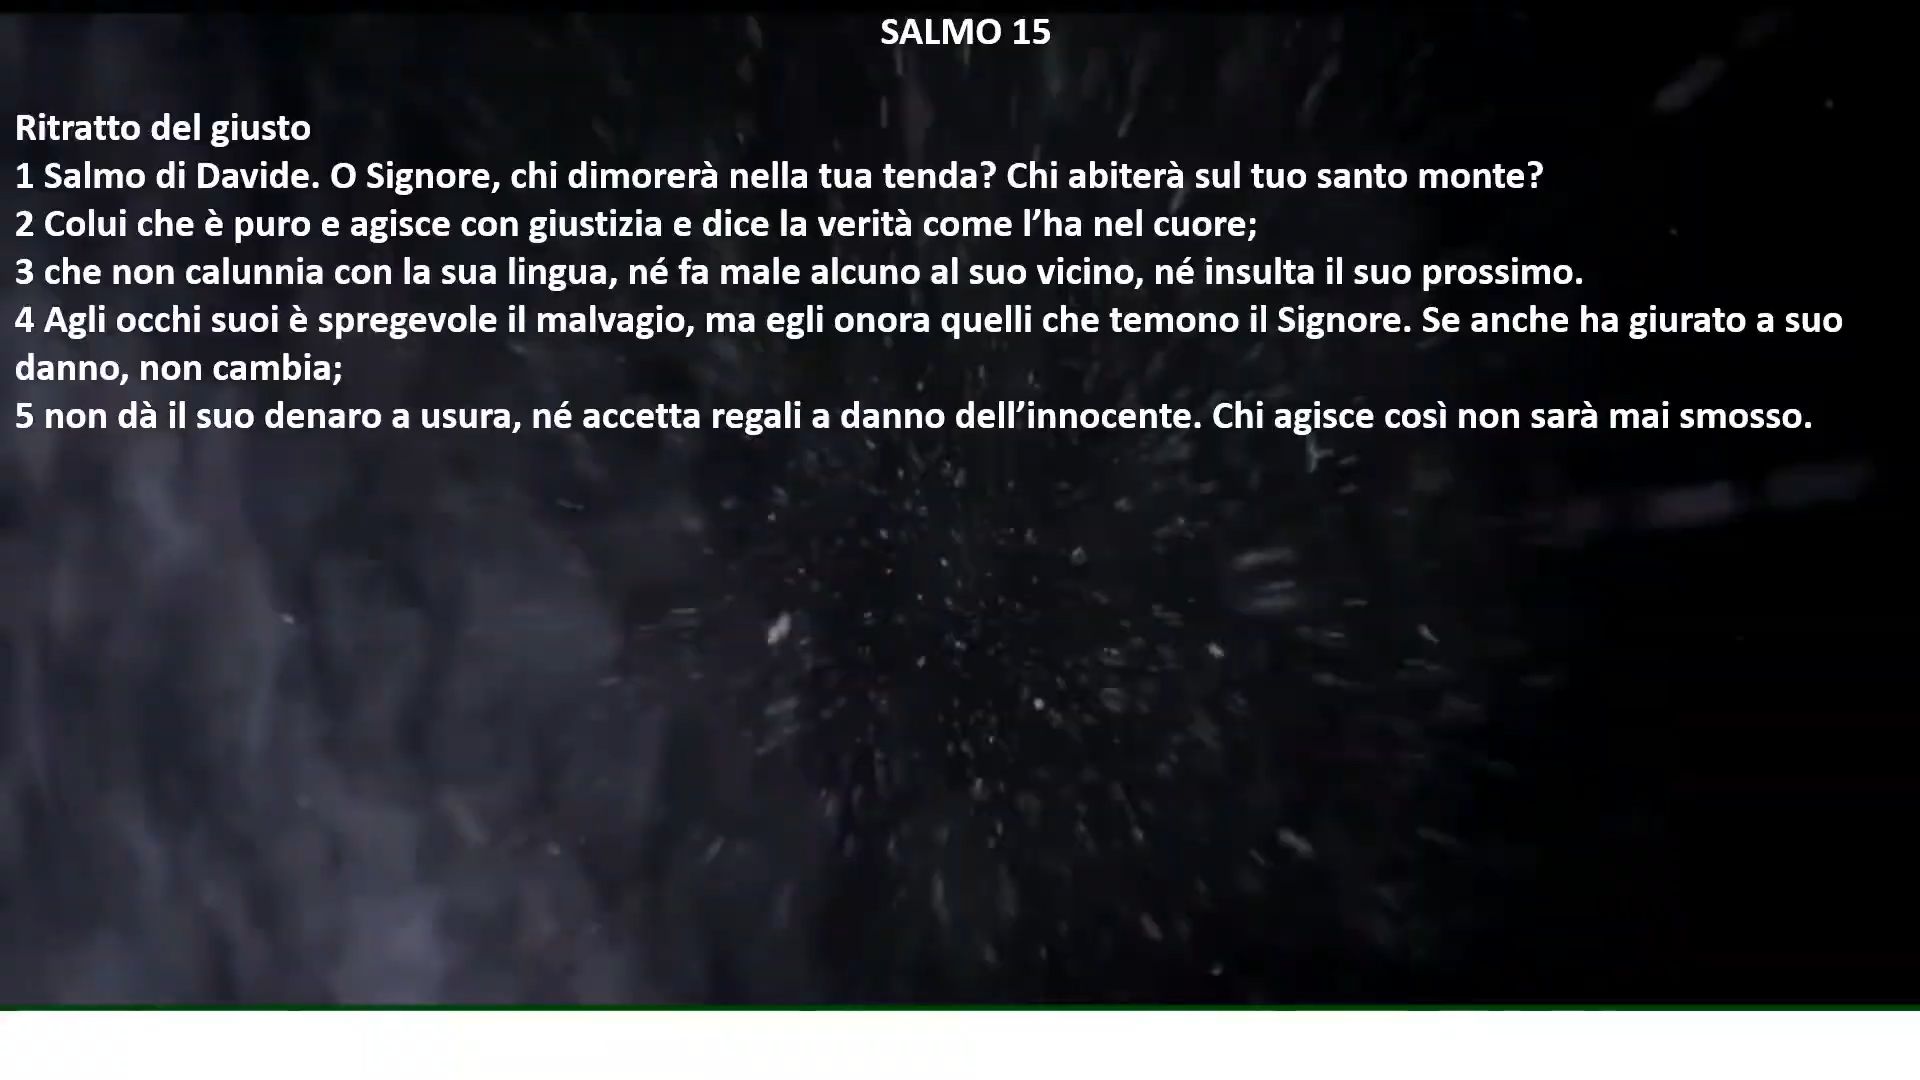 SALMO 15
Ritratto del giusto
1 Salmo di Davide. O Signore, chi dimorerà nella tua tenda? Chi abiterà sul tuo santo monte?
2 Colui che è puro e agisce con giustizia e dice la verità come l’ha nel cuore;
3 che non calunnia con la sua lingua, né fa male alcuno al suo vicino, né insulta il suo prossimo.
4 Agli occhi suoi è spregevole il malvagio, ma egli onora quelli che temono il Signore. Se anche ha giurato a suo
danno, non cambia;
5 non dà il suo denaro a usura, né accetta regali a danno dell’innocente. Chi agisce così non sarà mai smosso.